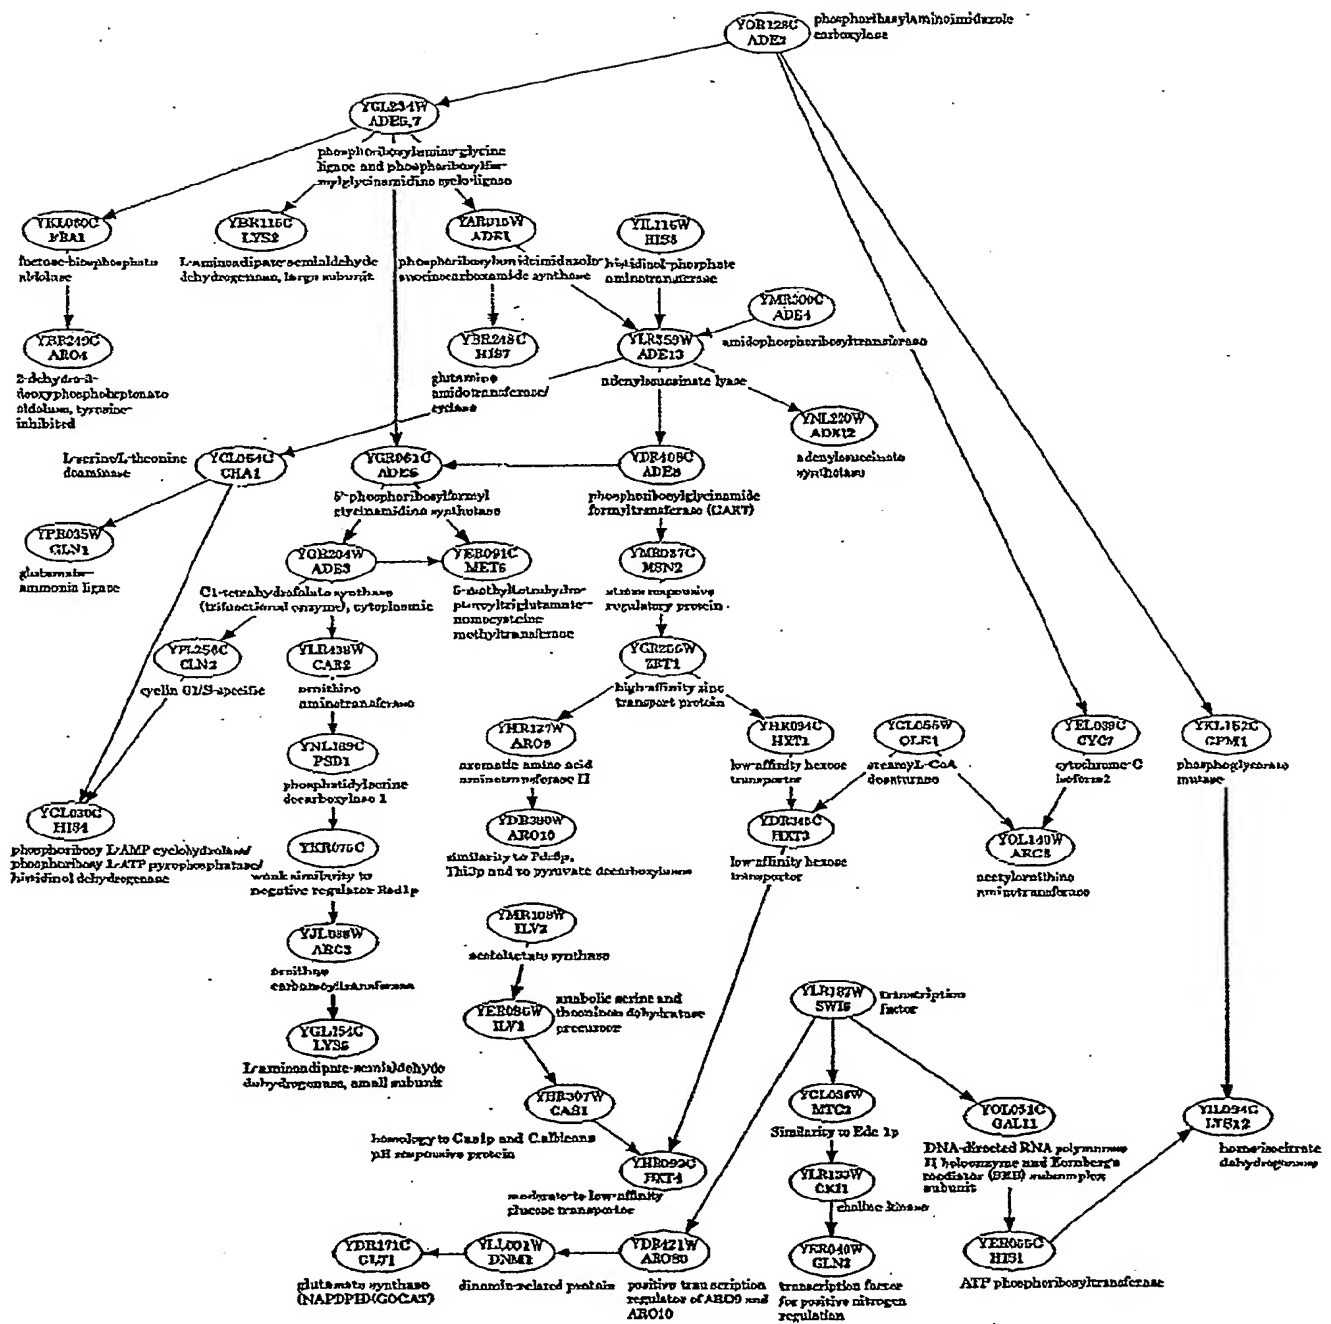 YOR128C
ADE2
phosphoribosylaminoimidazole
carboxylase
YGL234W
ADE5,7
phosphoribosylamine-glycine
ligase and phosphoribosylfor-
mylglycinamidine cyclo-ligase
YKL060C
FBA1
fuctose-bisphosphate
aldolase
YBR115C
LYS2
L-aminoadipate-semialdehyde
dehydrogenase, large subunit
YAR015W
ADE1
phosphoribosylamidoimidazole-
succinocarboxamide synthase
YIL116W
HIS5
histidinol-phosphate
aminotransferase
YMR300C
ADE4
amidophosphoribosyltransferase
YBR249C
ARO4
2-dehydro-3-
deoxyphosphoheptonate
aldolase, tyrosine-
inhibited
YBR248C
HIS7
glutamine
amidotransferase/
cyclase
YLR359W
ADE13
adenylsuccinate lyase
YNL220W
ADE12
adenylsuccinate
synthetase
L-serine/L-theonine
deaminase
YCL064C
CHA1
YGR061C
ADE6
5'-phosphoribosylformyl
glycinamidine synthetase
YDR408C
ADE8
phosphoribosylglycinamide
formyltransferase (GART)
YPR035W
GLN1
glutamate-
ammonia ligase
YGR204W
ADE3
C1-tetrahydrofolate synthase
(trifunctional enzyme), cytoplasmic
YER091C
MET6
5-methyltetrahydro-
pteroyltriglutamate-
homocysteine
methyltransferase
YMR037C
MSN2
stress responsive
regulatory protein
YPL256C
CLN2
cyclin G1/S-specific
YLR438W
CAR2
ornithine
aminotransferase
YGR255W
ZRT1
high-affinity zinc
transport protein
YNL169C
PSD1
phosphatidylserine
decarboxylase 1
YHR137W
ARO9
aromatic amino acid
aminotransferase II
YHR094C
HXT1
low-affinity hexose
transporter
YGL055W
OLE1
stearoyl-CoA
desaturase
YEL039C
CYC7
cytochrome-C
isoform2
YKL152C
GPM1
phosphoglycerate
mutase
YCL030C
HIS4
phosphoribosy L-AMP cyclohydrolase/
phosphoribosy L-ATP pyrophosphatase/
histidinol dehydrogenase
YKR075C
weak similarity to
negative regulator Reg1p
YDR380W
ARO10
similarity to Pdc6p,
Thi3p and to pyruvate decarboxylases
YDR345C
HXT3
low-affinity hexose
transporter
YOL140W
ARG8
acetylornithine
aminotransferase
YJL088W
ARG3
ornithine
carbamoyltransferase
YMR108W
ILV2
acetolactate synthase
YGL154C
LYS5
L-aminoadipate-semialdehyde
dehydrogenase, small subunit
YER086W
ILV1
anabolic serine and
threonine dehydratase
precursor
YLR187W
SWI5
transcription
factor
YBR307W
CAS1
homology to Cas1p and C.albicans
pH responsive protein
YCL036W
MTC2
Similarity to Edc 1p
YOL051C
GAL11
DNA-directed RNA polymerase
II holoenzyme and Kornberg's
mediator (SRB) subcomplex
subunit
YIL094C
LYS12
homo-isocitrate
dehydrogenase
YHR092C
HXT4
moderate to low-affinity
glucose transporter
YLR133W
CKI1
choline kinase
YDR171C
GLT1
glutamate synthase
(NAPDPH(GOGAT)
YLL001W
DNM1
dinamin-related protein
YDR421W
ARO80
positive transcription
regulator of ARO9 and
ARO10
YER040W
GLN3
transcription factor
for positive nitrogen
regulation
YER055C
HIS1
ATP phosphoribosyltransferase